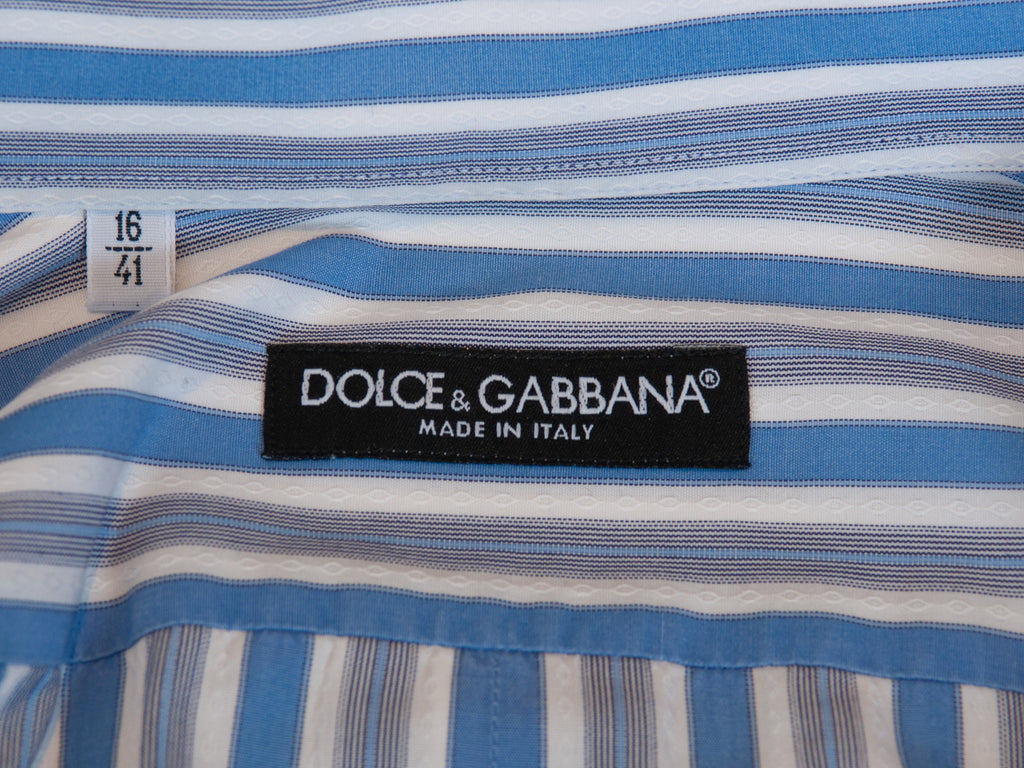 16
41
DOLCE & GABBANA®
MADE IN ITALY